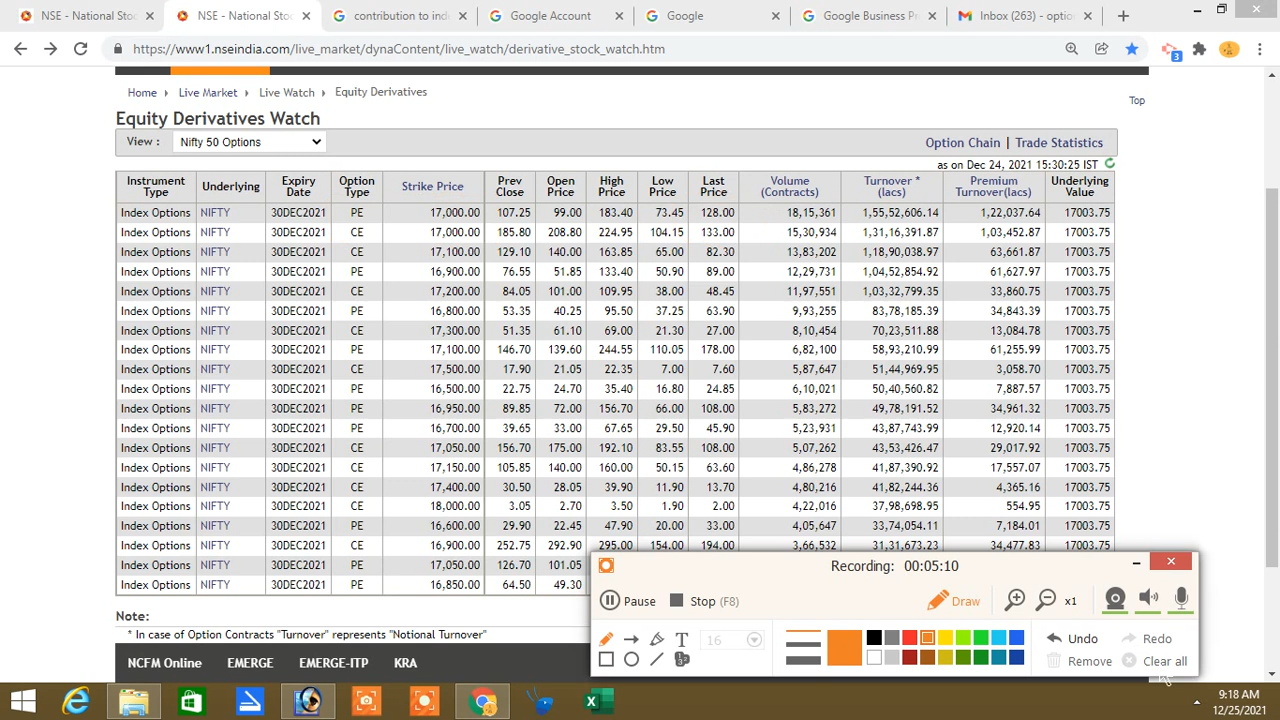 NSE - National Stoc
NSE - National Stoc
contribution to inde
Google Account
Google
Google Business Pr
Inbox (263) - optio
https://www1.nseindia.com/live_market/dynaContent/live_watch/derivative_stock_watch.htm
3
Home Live Market Live Watch Equity Derivatives
Top
Equity Derivatives Watch
View : Nifty 50 Options Option Chain | Trade Statistics
as on Dec 24, 2021 15:30:25 IST
Instrument Type Underlying Expiry Date Option Type Strike Price Prev Close Open Price High Price Low Price Last Price Volume (Contracts) Turnover * (lacs) Premium Turnover(lacs) Underlying Value
Index Options NIFTY 30DEC2021 PE 17,000.00 107.25 99.00 183.40 73.45 128.00 18,15,361 1,55,52,606.14 1,22,037.64 17003.75
Index Options NIFTY 30DEC2021 CE 17,000.00 185.80 208.80 224.95 104.15 133.00 15,30,934 1,31,16,391.87 1,03,452.87 17003.75
Index Options NIFTY 30DEC2021 CE 17,100.00 129.10 140.00 163.85 65.00 82.30 13,83,202 1,18,90,038.97 63,661.87 17003.75
Index Options NIFTY 30DEC2021 PE 16,900.00 76.55 51.85 133.40 50.90 89.00 12,29,731 1,04,52,854.92 61,627.97 17003.75
Index Options NIFTY 30DEC2021 CE 17,200.00 84.05 101.00 109.95 38.00 48.45 11,97,551 1,03,32,799.35 33,860.75 17003.75
Index Options NIFTY 30DEC2021 PE 16,800.00 53.35 40.25 95.50 37.25 63.90 9,93,255 83,78,185.39 34,843.39 17003.75
Index Options NIFTY 30DEC2021 CE 17,300.00 51.35 61.10 69.00 21.30 27.00 8,10,454 70,23,511.88 13,084.78 17003.75
Index Options NIFTY 30DEC2021 PE 17,100.00 146.70 139.60 244.55 110.05 178.00 6,82,100 58,93,210.99 61,255.99 17003.75
Index Options NIFTY 30DEC2021 CE 17,500.00 17.90 21.05 22.35 7.00 7.60 5,87,647 51,44,969.95 3,058.70 17003.75
Index Options NIFTY 30DEC2021 PE 16,500.00 22.75 24.70 35.40 16.80 24.85 6,10,021 50,40,560.82 7,887.57 17003.75
Index Options NIFTY 30DEC2021 PE 16,950.00 89.85 72.00 156.70 66.00 108.00 5,83,272 49,78,191.52 34,961.32 17003.75
Index Options NIFTY 30DEC2021 PE 16,700.00 39.65 33.00 67.65 29.50 45.90 5,23,931 43,87,743.99 12,920.14 17003.75
Index Options NIFTY 30DEC2021 CE 17,050.00 156.70 175.00 192.10 83.55 108.00 5,07,262 43,53,426.47 29,017.92 17003.75
Index Options NIFTY 30DEC2021 CE 17,150.00 105.85 140.00 160.00 50.15 63.60 4,86,278 41,87,390.92 17,557.07 17003.75
Index Options NIFTY 30DEC2021 CE 17,400.00 30.50 28.05 39.90 11.90 13.70 4,80,216 41,82,244.36 4,365.16 17003.75
Index Options NIFTY 30DEC2021 CE 18,000.00 3.05 2.70 3.50 1.90 2.00 4,22,016 37,98,698.95 554.95 17003.75
Index Options NIFTY 30DEC2021 PE 16,600.00 29.90 22.45 47.90 20.00 33.00 4,05,647 33,74,054.11 7,184.01 17003.75
Index Options NIFTY 30DEC2021 CE 16,900.00 252.75 292.90 295.00 154.00 194.00 3,66,532 31,31,673.23 34,477.83 17003.75
Index Options NIFTY 30DEC2021 PE 17,050.00 126.70 101.05
Index Options NIFTY 30DEC2021 PE 16,850.00 64.50 49.30
Recording: 00:05:10
Pause Stop (F8) Draw x1
T 16 Undo Redo
Remove Clear all
Note:
* In case of Option Contracts "Turnover" represents "Notional Turnover"
NCFM Online EMERGE EMERGE-ITP KRA
9:18 AM
12/25/2021